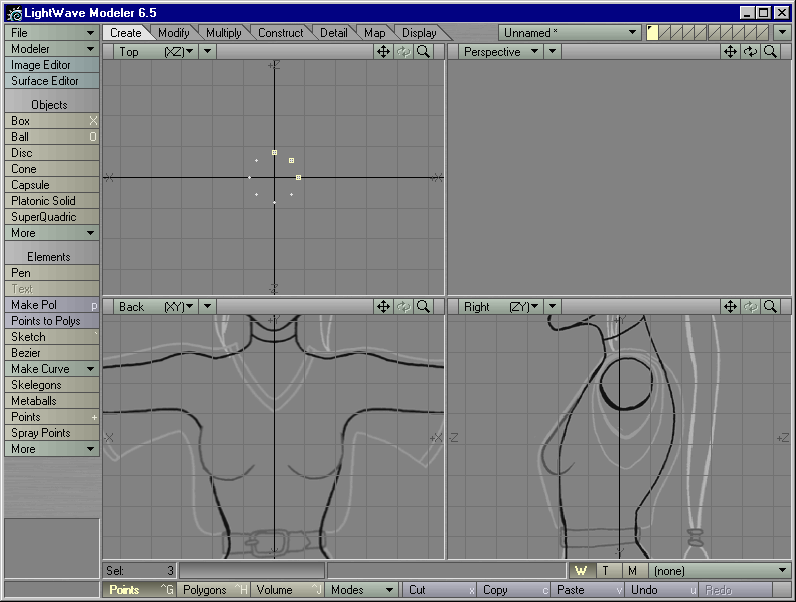 LightWave Modeler 6.5
File
Modeler
Image Editor
Surface Editor
Objects
Box X
Ball O
Disc
Cone
Capsule
Platonic Solid
SuperQuadric
More
Elements
Pen
Text
Make Pol p
Points to Polys
Sketch `
Bezier
Make Curve
Skelegons
Metaballs
Points +
Spray Points
More
Create Modify Multiply Construct Detail Map Display Unnamed *
Top (XZ) Perspective
+Z
-X +X
-Z
Back (XY) Right (ZY)
-X +X -Z +Z
Sel: 3 W T M (none)
Points ^G Polygons ^H Volume ^J Modes Cut x Copy c Paste v Undo u Redo